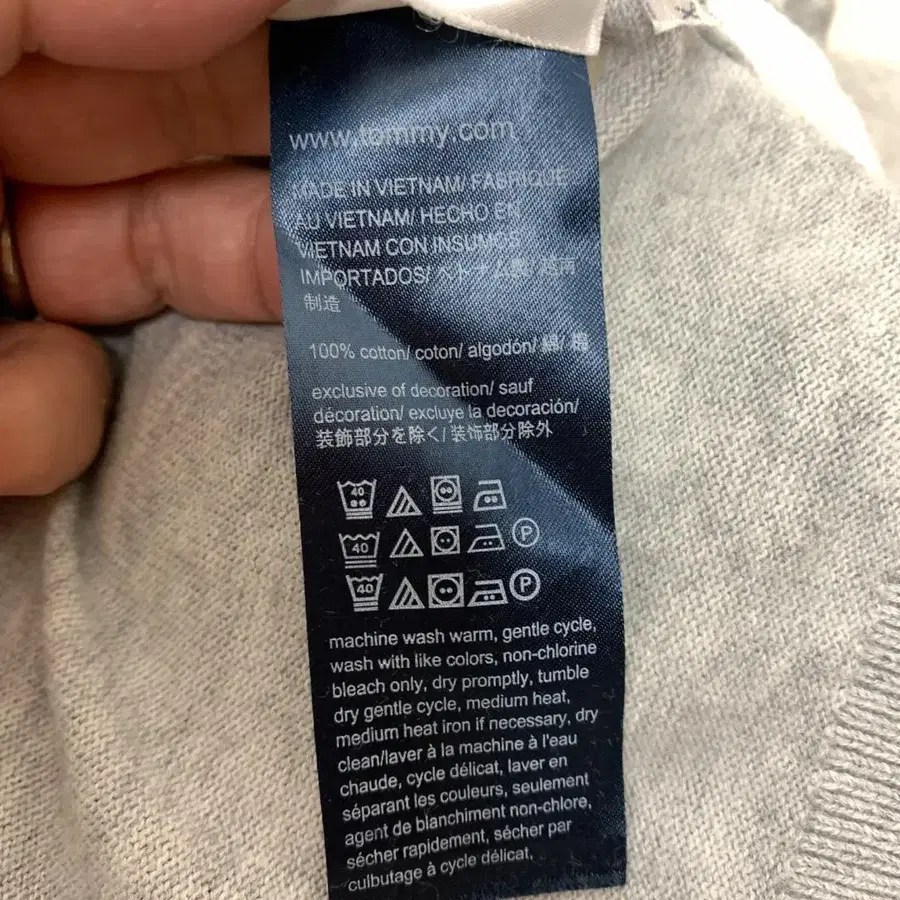 www.tommy.com
MADE IN VIETNAM/ FABRIQUE
AU VIETNAM/ HECHO EN
VIETNAM CON INSUMOS
IMPORTADOS/ ベトナム製/ 越南
制造
100% cotton/ coton/ algodón/ 綿/ 棉
exclusive of decoration/ sauf
décoration/ excluye la decoración/
装飾部分を除く/ 装饰部分除外
40
40 P
40 P
machine wash warm, gentle cycle,
wash with like colors, non-chlorine
bleach only, dry promptly, tumble
dry gentle cycle, medium heat,
medium heat iron if necessary, dry
clean/laver à la machine à l'eau
chaude, cycle délicat, laver en
séparant les couleurs, seulement
agent de blanchiment non-chlore,
sécher rapidement, sécher par
culbutage à cycle délicat,